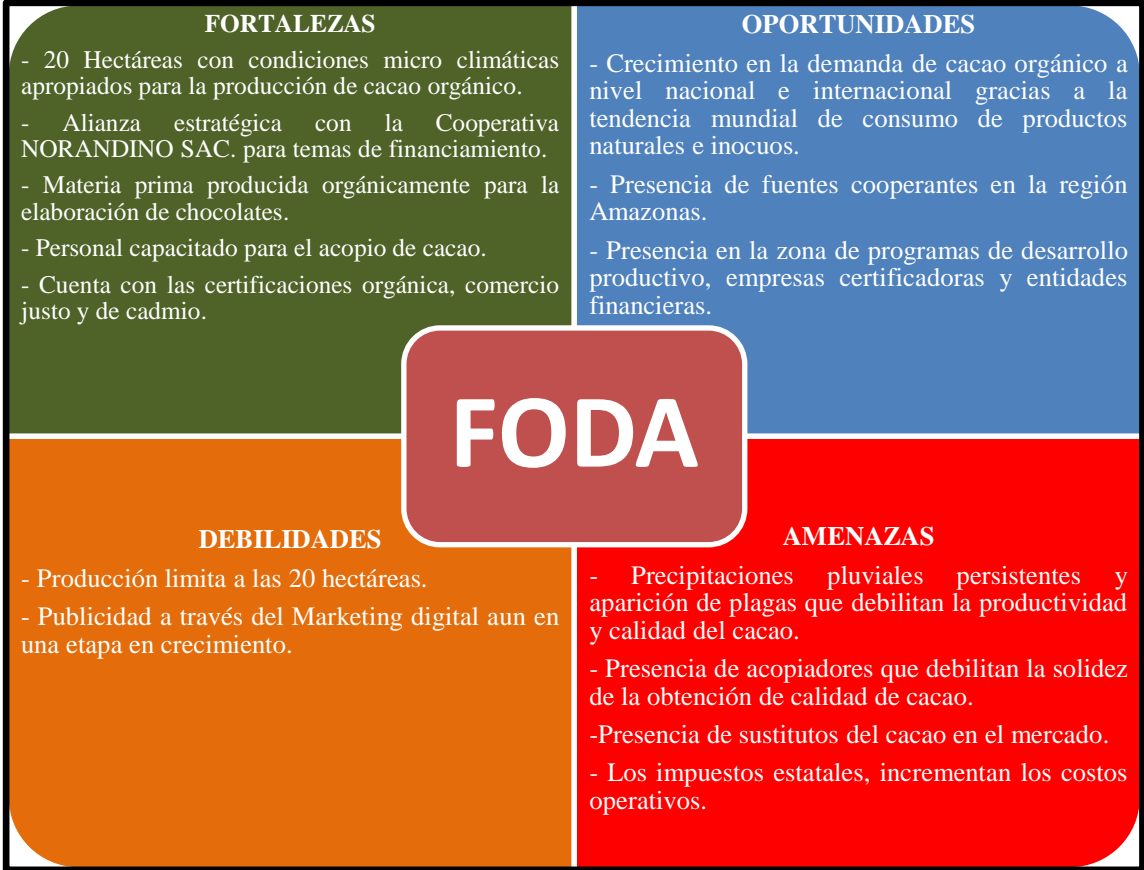 FORTALEZAS
- 20 Hectáreas con condiciones micro climáticas
apropiados para la producción de cacao orgánico.
- Alianza estratégica con la Cooperativa
NORANDINO SAC. para temas de financiamiento.
- Materia prima producida orgánicamente para la
elaboración de chocolates.
- Personal capacitado para el acopio de cacao.
- Cuenta con las certificaciones orgánica, comercio
justo y de cadmio.
OPORTUNIDADES
- Crecimiento en la demanda de cacao orgánico a
nivel nacional e internacional gracias a la
tendencia mundial de consumo de productos
naturales e inocuos.
- Presencia de fuentes cooperantes en la región
Amazonas.
- Presencia en la zona de programas de desarrollo
productivo, empresas certificadoras y entidades
financieras.
FODA
DEBILIDADES
- Producción limita a las 20 hectáreas.
- Publicidad a través del Marketing digital aun en
una etapa en crecimiento.
AMENAZAS
- Precipitaciones pluviales persistentes y
aparición de plagas que debilitan la productividad
y calidad del cacao.
- Presencia de acopiadores que debilitan la solidez
de la obtención de calidad de cacao.
-Presencia de sustitutos del cacao en el mercado.
- Los impuestos estatales, incrementan los costos
operativos.